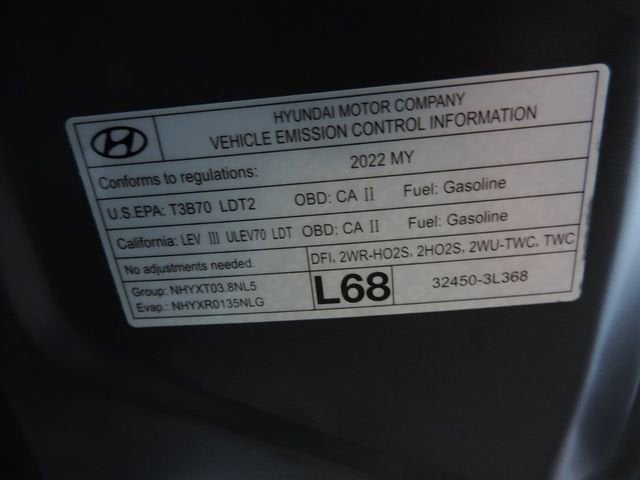 HYUNDAI MOTOR COMPANY
VEHICLE EMISSION CONTROL INFORMATION
Conforms to regulations: 2022 MY
U.S.EPA: T3B70 LDT2 OBD: CA II Fuel: Gasoline
California: LEV III ULEV70 LDT OBD: CA II Fuel: Gasoline
No adjustments needed. DFI, 2WR-HO2S, 2HO2S, 2WU-TWC, TWC
Group: NHYXT03.8NL5
Evap.: NHYXR0135NLG
L68 32450-3L368